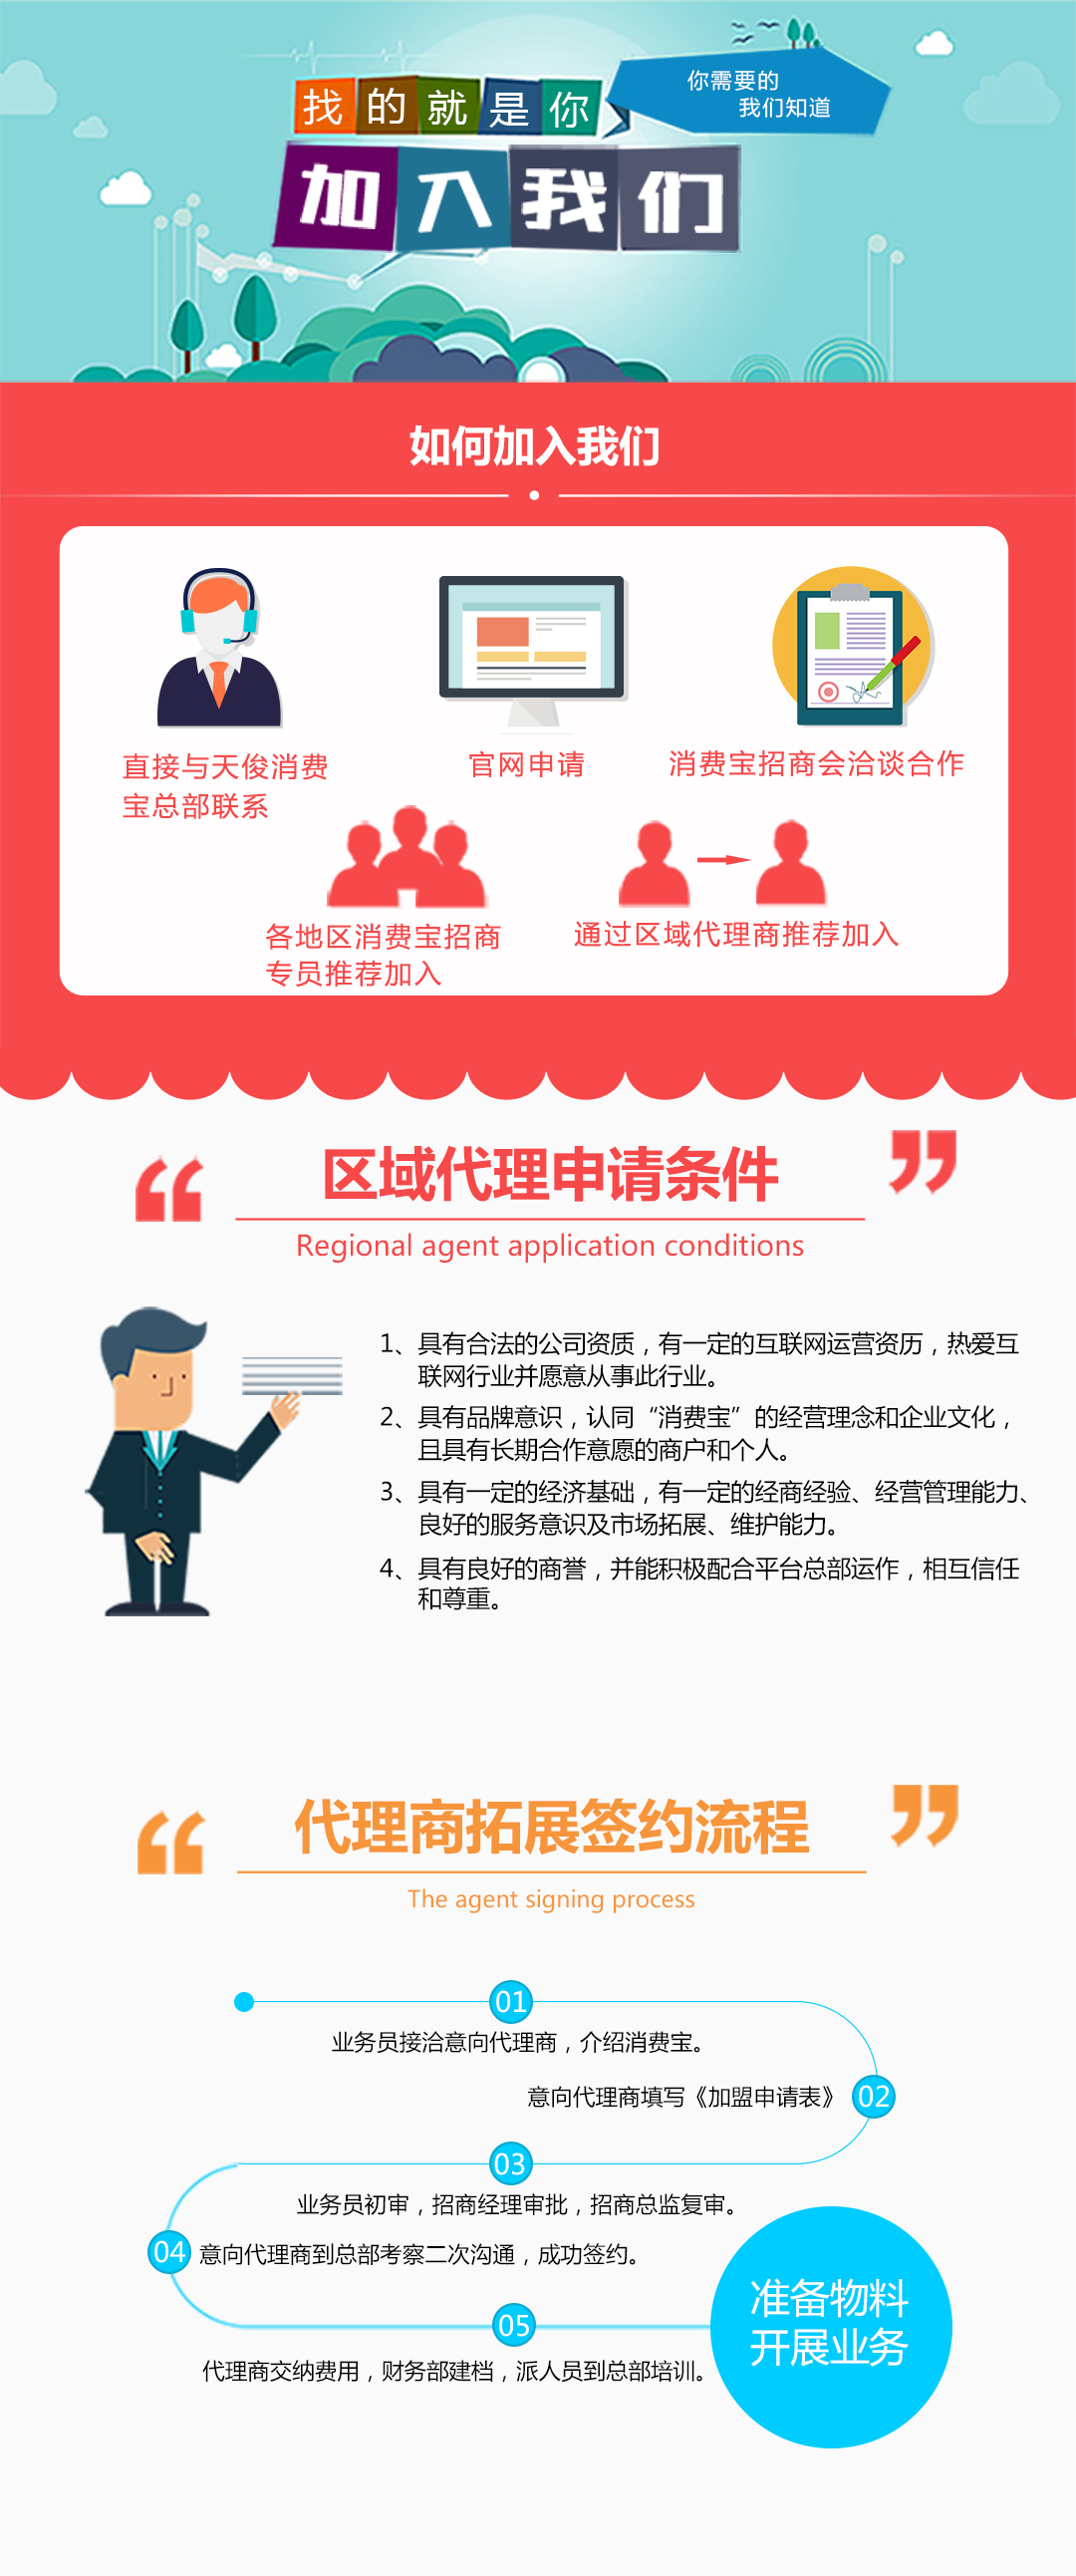 找的就是你
你需要的
我们知道
加入我们
如何加入我们
直接与天俊消费
宝总部联系
官网申请
消费宝招商会洽谈合作
各地区消费宝招商
专员推荐加入
通过区域代理商推荐加入
区域代理申请条件
Regional agent application conditions
1、具有合法的公司资质，有一定的互联网运营资历，热爱互
联网行业并愿意从事此行业。
2、具有品牌意识，认同“消费宝”的经营理念和企业文化，
且具有长期合作意愿的商户和个人。
3、具有一定的经济基础，有一定的经商经验、经营管理能力、
良好的服务意识及市场拓展、维护能力。
4、具有良好的商誉，并能积极配合平台总部运作，相互信任
和尊重。
代理商拓展签约流程
The agent signing process
01
业务员接洽意向代理商，介绍消费宝。
意向代理商填写《加盟申请表》 02
03
业务员初审，招商经理审批，招商总监复审。
04 意向代理商到总部考察二次沟通，成功签约。
05
代理商交纳费用，财务部建档，派人员到总部培训。
准备物料
开展业务